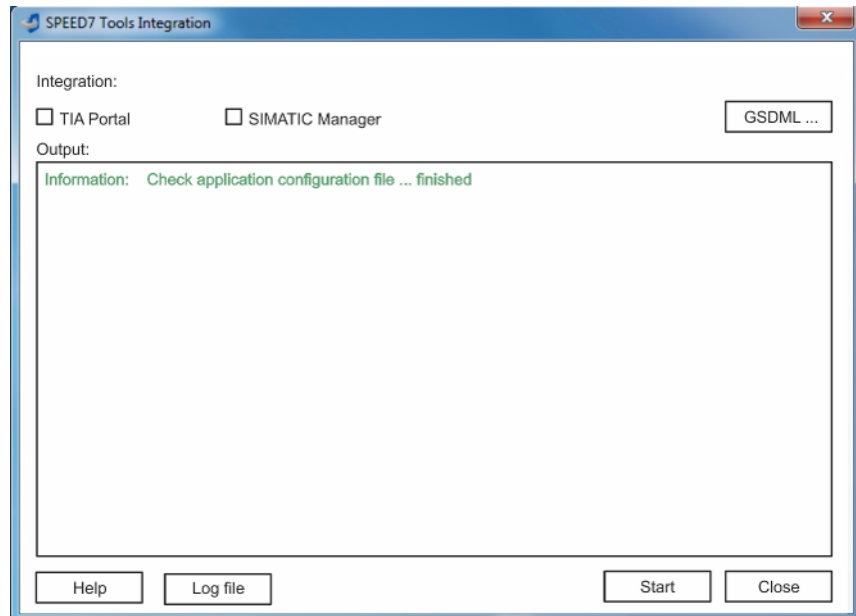 SPEED7 Tools Integration
Integration:
TIA Portal SIMATIC Manager GSDML ...
Output:
Information: Check application configuration file ... finished
Help Log file Start Close